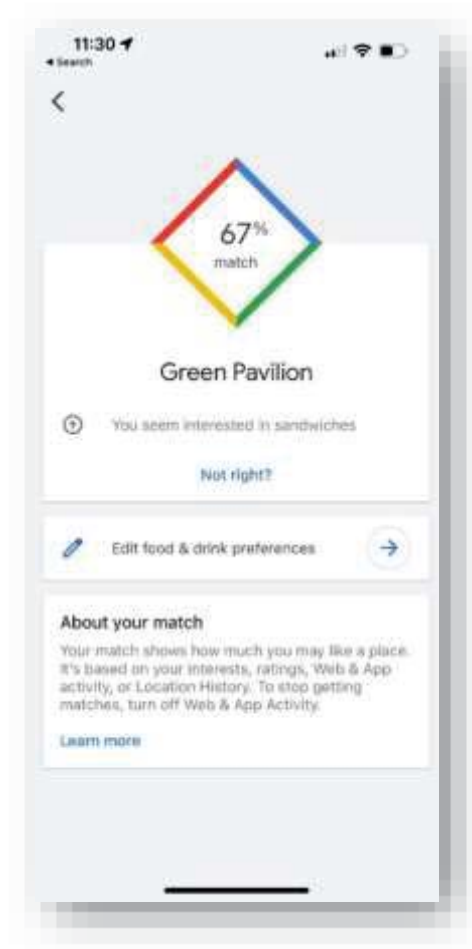 11:30
◀ Search
67%
match
Green Pavilion
You seem interested in sandwiches
Not right?
Edit food & drink preferences
About your match
Your match shows how much you may like a place.
It's based on your interests, ratings, Web & App
activity, or Location History. To stop getting
matches, turn off Web & App Activity.
Learn more